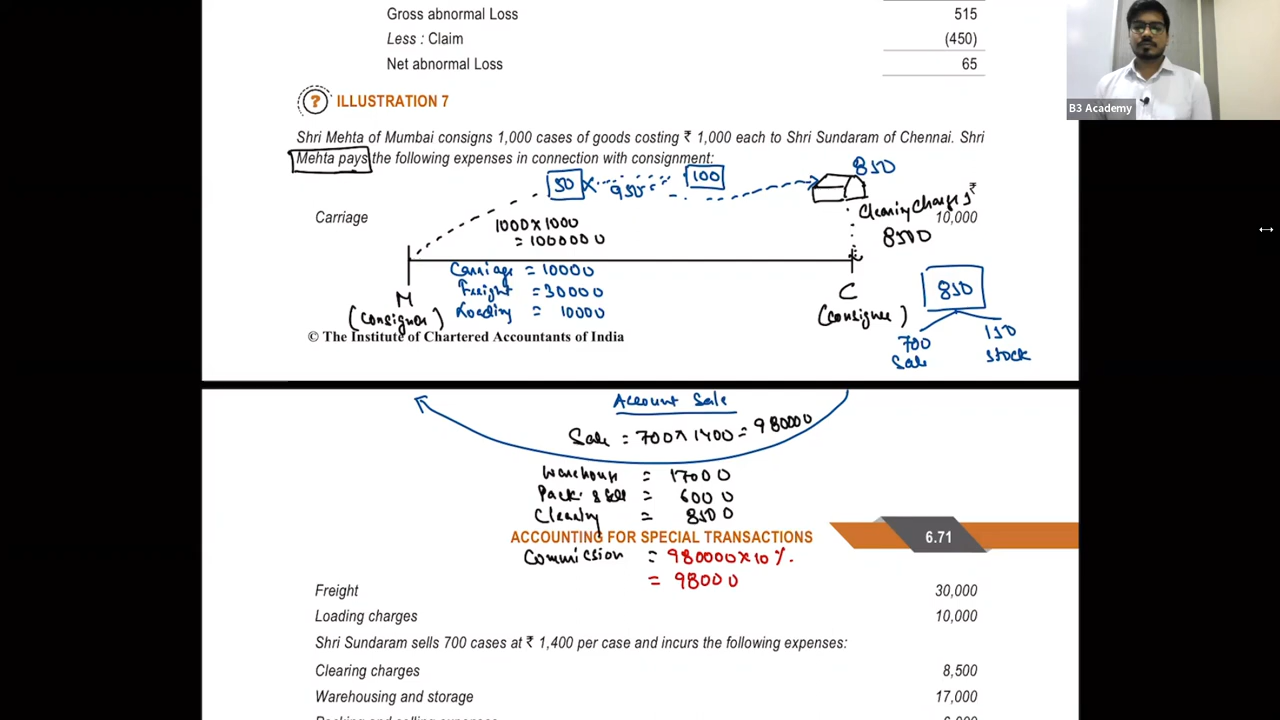 Gross abnormal Loss 515
Less : Claim (450)
Net abnormal Loss 65
B3 Academy
? ILLUSTRATION 7
Shri Mehta of Mumbai consigns 1,000 cases of goods costing ₹ 1,000 each to Shri Sundaram of Chennai. Shri
Mehta pays the following expenses in connection with consignment:
850
50 950 100
₹
Clearing Charges
Carriage 10,000
8500
1000 x 1000
= 1000000
Carriage = 10000
Freight = 30000
Loading = 10000
M
(Consignor)
C
(Consignee)
850
700
Sale
150
Stock
© The Institute of Chartered Accountants of India
Account Sale
Sale = 700 x 1400 = 980000
Warehouse = 17000
Pack. & Sell = 6000
Clearing = 8500
ACCOUNTING FOR SPECIAL TRANSACTIONS 6.71
Commission = 980000 x 10 %.
= 98000
Freight 30,000
Loading charges 10,000
Shri Sundaram sells 700 cases at ₹ 1,400 per case and incurs the following expenses:
Clearing charges 8,500
Warehousing and storage 17,000
Packing and selling expenses 6,000